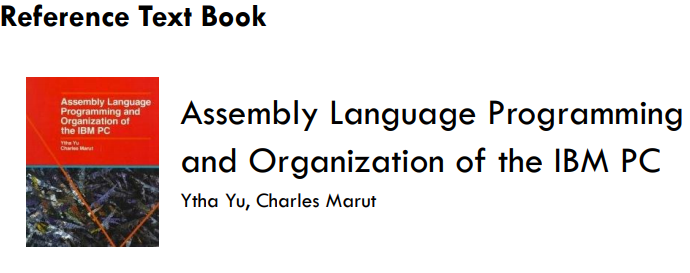 Reference Text Book
Assembly Language
Programming and
Organization of
the IBM PC
Ytha Yu
Charles Marut
Assembly Language Programming
and Organization of the IBM PC
Ytha Yu, Charles Marut